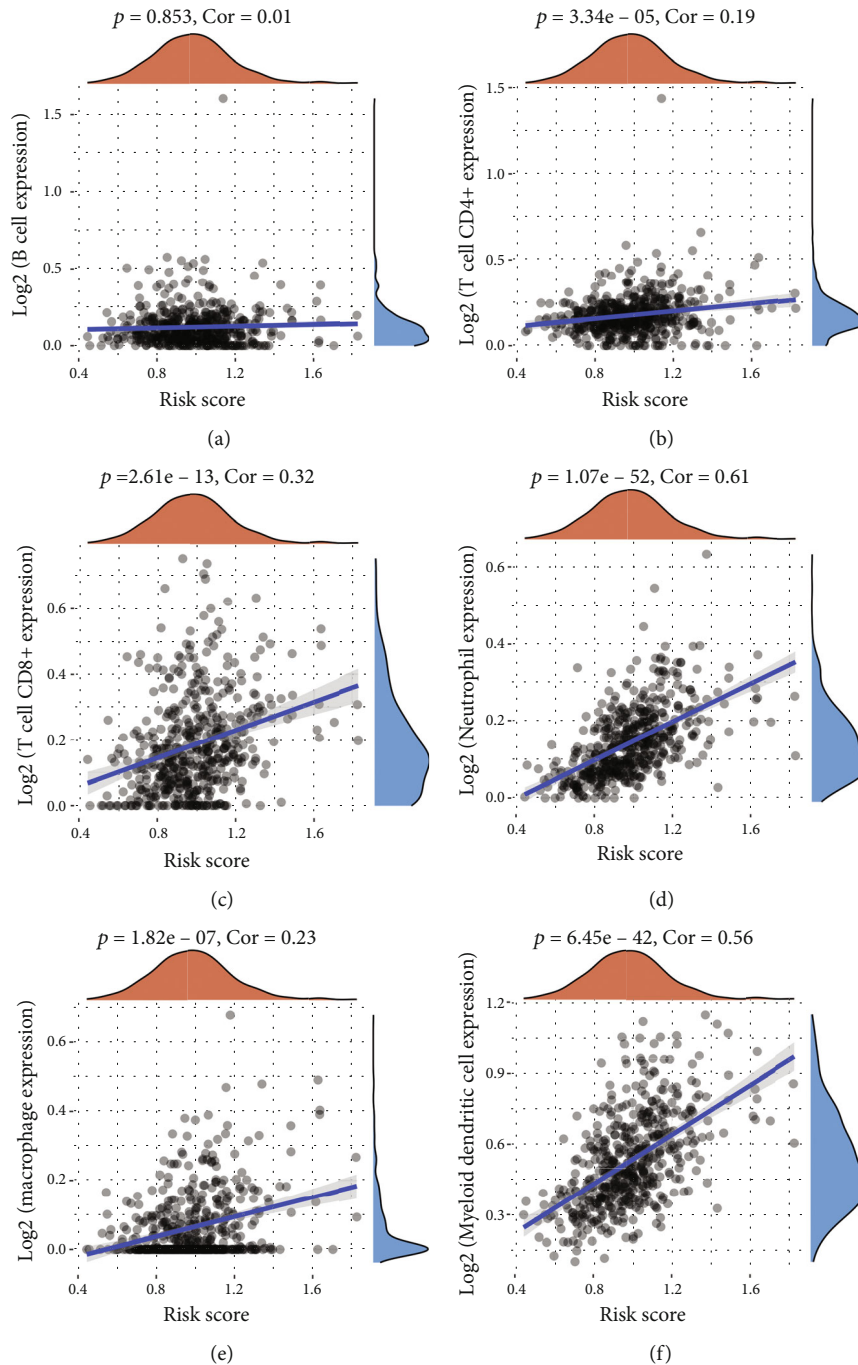 p = 0.853, Cor = 0.01
Log2 (B cell expression)
1.5
1.0
0.5
0.0
0.4 0.8 1.2 1.6
Risk score
(a)
p = 3.34e – 05, Cor = 0.19
Log2 (T cell CD4+ expression)
1.5
1.0
0.5
0.0
0.4 0.8 1.2 1.6
Risk score
(b)
p =2.61e – 13, Cor = 0.32
Log2 (T cell CD8+ expression)
0.6
0.4
0.2
0.0
0.4 0.8 1.2 1.6
Risk score
(c)
p = 1.07e – 52, Cor = 0.61
Log2 (Neutrophil expression)
0.6
0.4
0.2
0.0
0.4 0.8 1.2 1.6
Risk score
(d)
p = 1.82e – 07, Cor = 0.23
Log2 (macrophage expression)
0.6
0.4
0.2
0.0
0.4 0.8 1.2 1.6
Risk score
(e)
p = 6.45e – 42, Cor = 0.56
Log2 (Myeloid dendritic cell expression)
1.2
0.9
0.6
0.3
0.4 0.8 1.2 1.6
Risk score
(f)